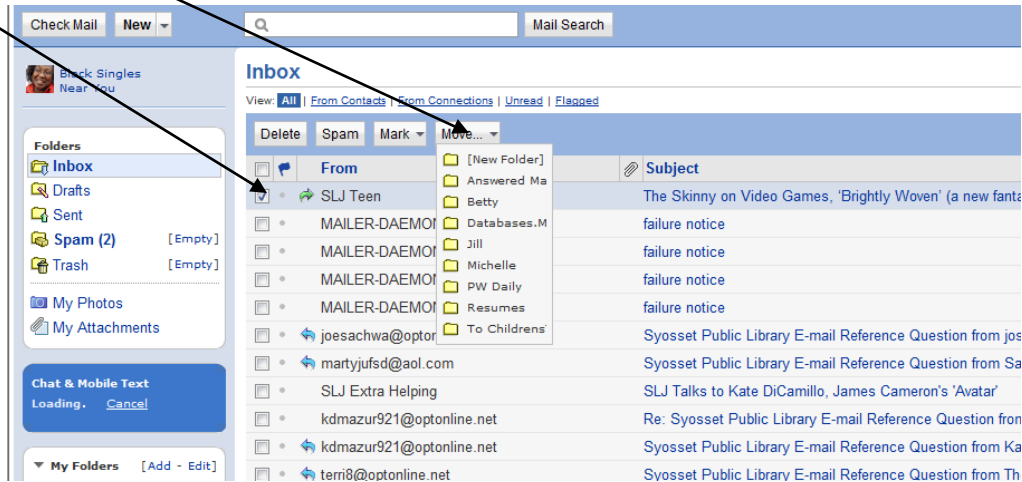 Check Mail New Mail Search
Black Singles
Near You
Folders
Inbox
Drafts
Sent
Spam (2) [Empty]
Trash [Empty]
My Photos
My Attachments
Chat & Mobile Text
Loading. Cancel
My Folders [Add - Edit]
Inbox
View: All | From Contacts | From Connections | Unread | Flagged
Delete Spam Mark Move...
[New Folder]
Answered Ma
Betty
Databases.M
Jill
Michelle
PW Daily
Resumes
To Childrens'
From Subject
SLJ Teen The Skinny on Video Games, 'Brightly Woven' (a new fanta
MAILER-DAEMO failure notice
MAILER-DAEMO failure notice
MAILER-DAEMO failure notice
MAILER-DAEMO failure notice
joesachwa@opton Syosset Public Library E-mail Reference Question from jos
martyjufsd@aol.com Syosset Public Library E-mail Reference Question from Sa
SLJ Extra Helping SLJ Talks to Kate DiCamillo, James Cameron's 'Avatar'
kdmazur921@optonline.net Re: Syosset Public Library E-mail Reference Question fron
kdmazur921@optonline.net Syosset Public Library E-mail Reference Question from Ka
terri8@optonline.net Syosset Public Library E-mail Reference Question from Th